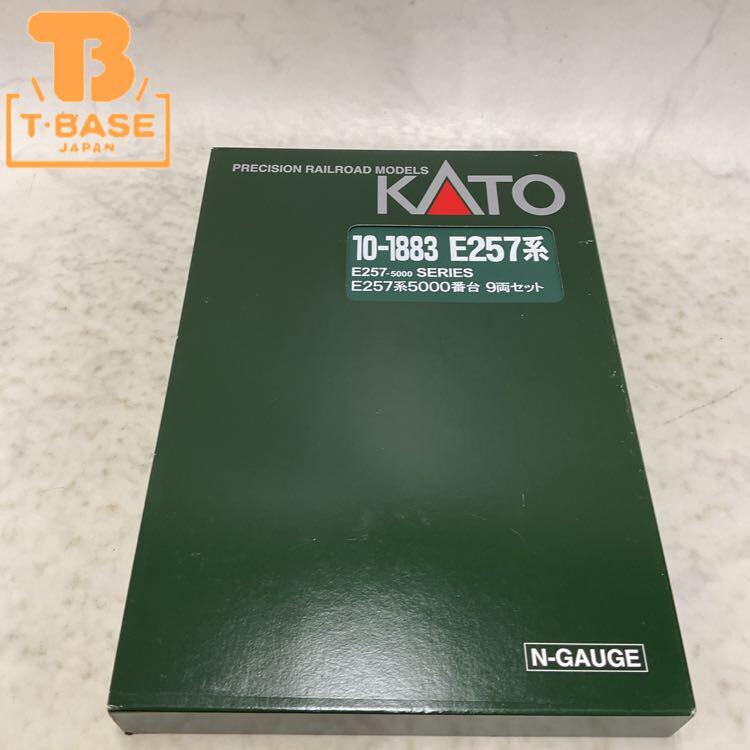 TB
T·BASE
JAPAN
PRECISION RAILROAD MODELS
KATO
10-1883 E257系
E257-5000 SERIES
E257系5000番台 9両セット
N-GAUGE